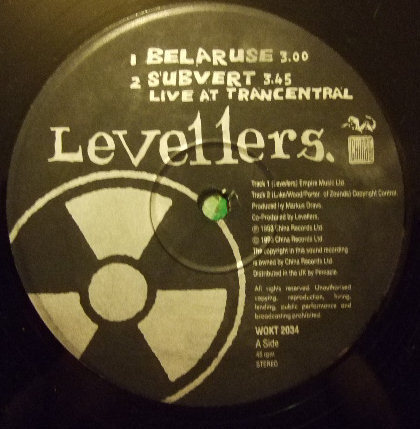 1 BELARUSE 3.00
2 SUBVERT 3.45
LIVE AT TRANCENTRAL
Levellers.
China
Track 1 (Levellers) Empire Music Ltd.
Track 2 (Lake/Wood/Porter. of Zounds) Copyright Control.
Produced by Markus Dravs.
Co-Produced by Levellers.
℗ 1993 China Records Ltd
© 1993 China Records Ltd
The copyright in this sound recording
is owned by China Records Ltd.
Distributed in the UK by Pinnacle.
All rights reserved. Unauthorised
copying, reproduction, hiring,
lending, public performance and
broadcasting prohibited.
WOKT 2034
A Side
45 rpm
STEREO